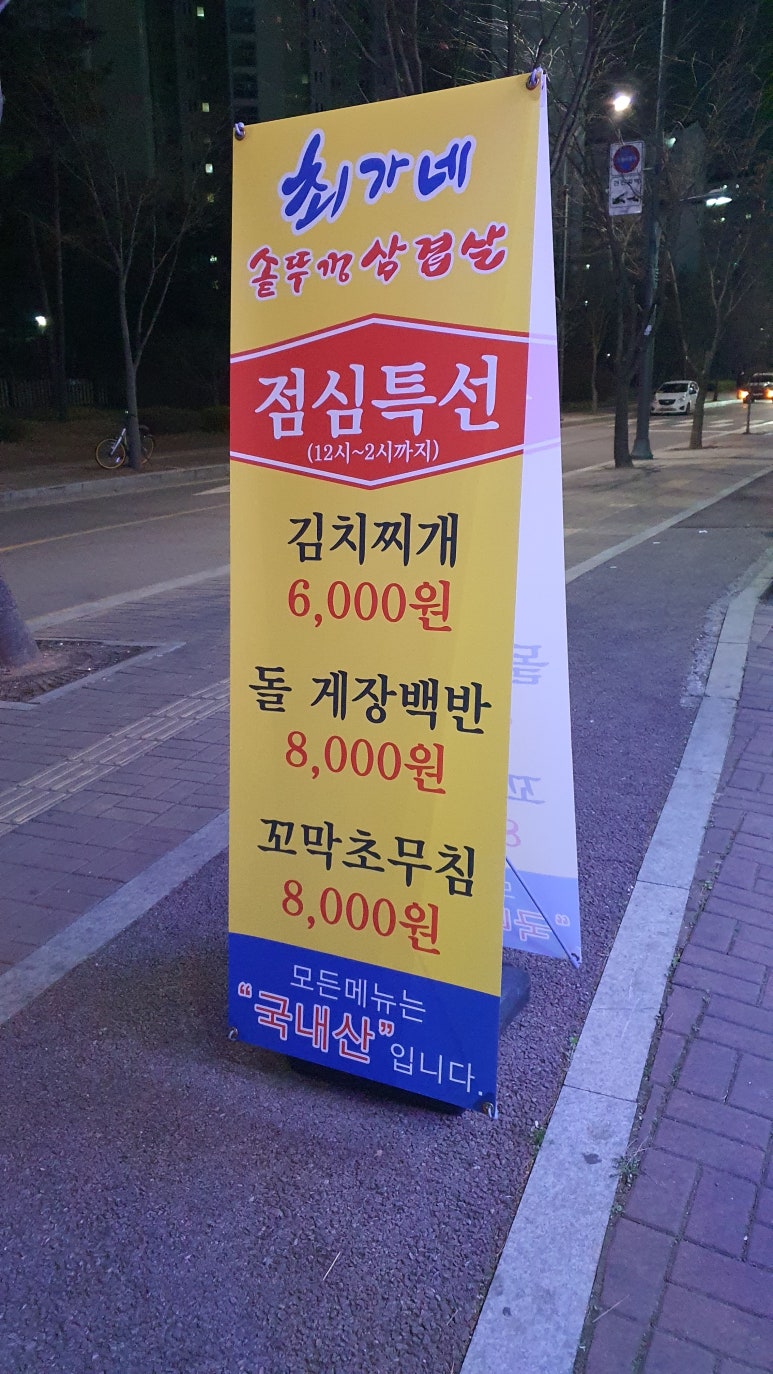 최가네
솥뚜껑삼겹살
점심특선
(12시~2시까지)
김치찌개
6,000원
돌 게장백반
8,000원
꼬막초무침
8,000원
모든메뉴는
"국내산"입니다.